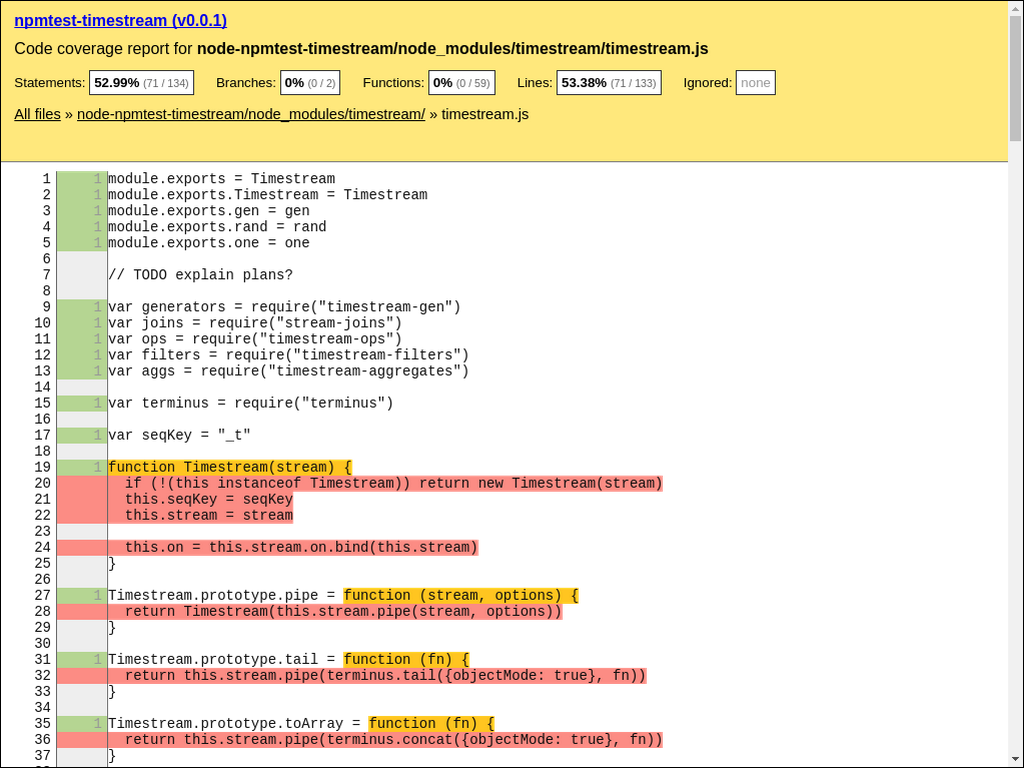 npmtest-timestream (v0.0.1)
Code coverage report for node-npmtest-timestream/node_modules/timestream/timestream.js
Statements: 52.99% (71 / 134) Branches: 0% (0 / 2) Functions: 0% (0 / 59) Lines: 53.38% (71 / 133) Ignored: none
All files » node-npmtest-timestream/node_modules/timestream/ » timestream.js
1 1 module.exports = Timestream
2 1 module.exports.Timestream = Timestream
3 1 module.exports.gen = gen
4 1 module.exports.rand = rand
5 1 module.exports.one = one
6
7 // TODO explain plans?
8
9 1 var generators = require("timestream-gen")
10 1 var joins = require("stream-joins")
11 1 var ops = require("timestream-ops")
12 1 var filters = require("timestream-filters")
13 1 var aggs = require("timestream-aggregates")
14
15 1 var terminus = require("terminus")
16
17 1 var seqKey = "_t"
18
19 1 function Timestream(stream) {
20   if (!(this instanceof Timestream)) return new Timestream(stream)
21   this.seqKey = seqKey
22   this.stream = stream
23
24   this.on = this.stream.on.bind(this.stream)
25 }
26
27 1 Timestream.prototype.pipe = function (stream, options) {
28   return Timestream(this.stream.pipe(stream, options))
29 }
30
31 1 Timestream.prototype.tail = function (fn) {
32   return this.stream.pipe(terminus.tail({objectMode: true}, fn))
33 }
34
35 1 Timestream.prototype.toArray = function (fn) {
36   return this.stream.pipe(terminus.concat({objectMode: true}, fn))
37 }